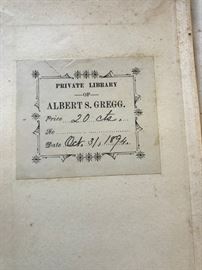 PRIVATE LIBRARY
OF
ALBERT S. GREGG.
Price 20 cts.
No
Date Oct. 31, 1894.